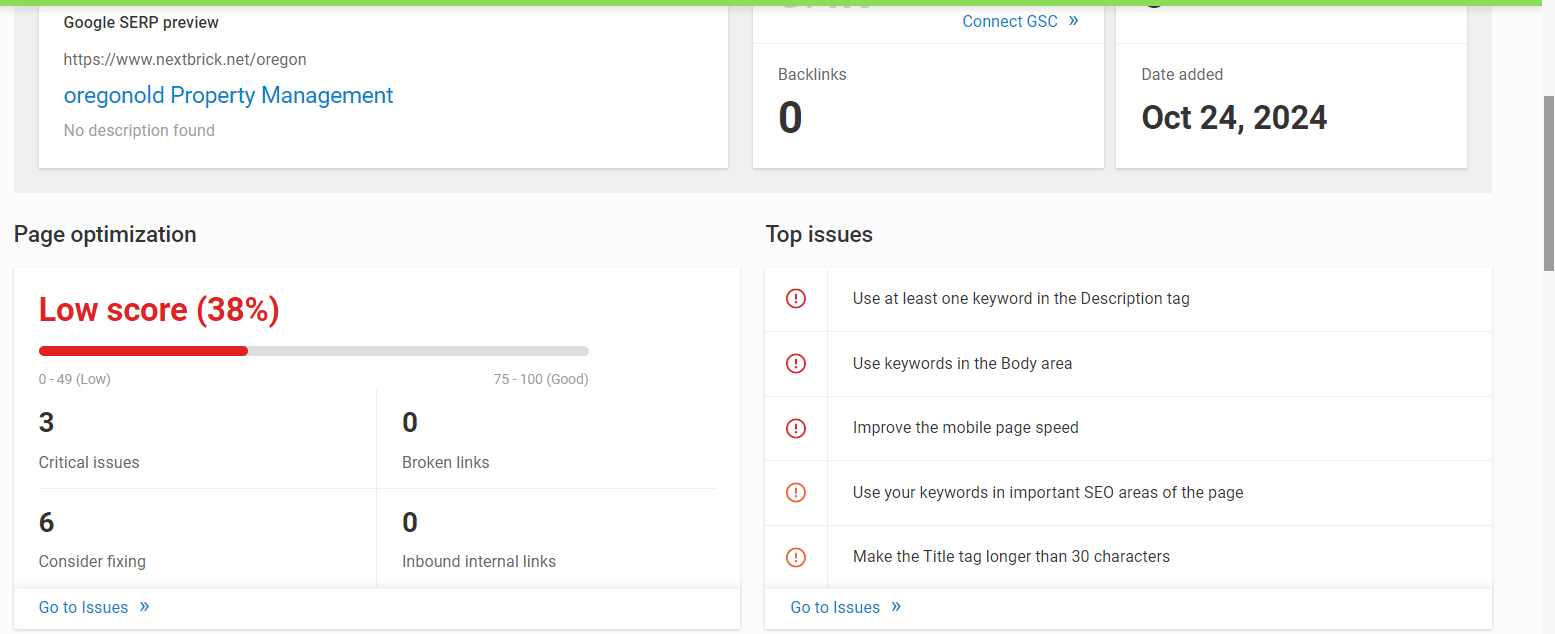 Google SERP preview
https://www.nextbrick.net/oregon
oregonold Property Management
No description found
Connect GSC »
Backlinks
0
Date added
Oct 24, 2024
Page optimization
Low score (38%)
0 - 49 (Low)
75 - 100 (Good)
3
Critical issues
0
Broken links
6
Consider fixing
0
Inbound internal links
Go to Issues »
Top issues
Use at least one keyword in the Description tag
Use keywords in the Body area
Improve the mobile page speed
Use your keywords in important SEO areas of the page
Make the Title tag longer than 30 characters
Go to Issues »